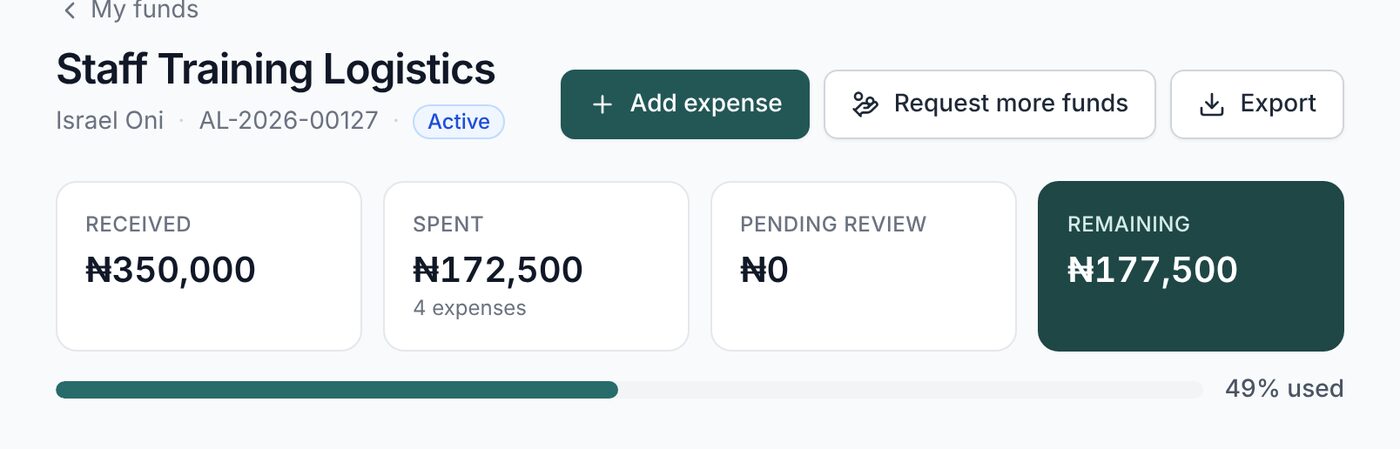 My funds
Staff Training Logistics
Israel Oni · AL-2026-00127 · Active
Add expense
Request more funds
Export
RECEIVED
₦350,000
SPENT
₦172,500
4 expenses
PENDING REVIEW
₦0
REMAINING
₦177,500
49% used